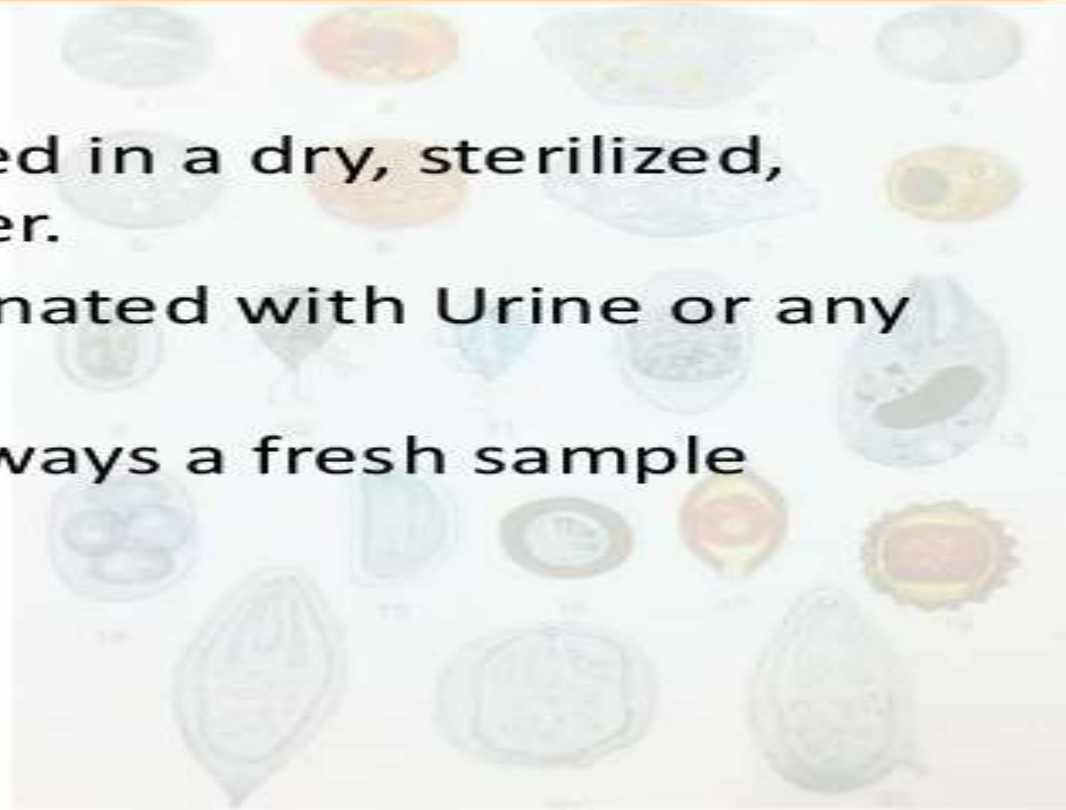 ed in a dry, sterilized,
er.
nated with Urine or any
ways a fresh sample